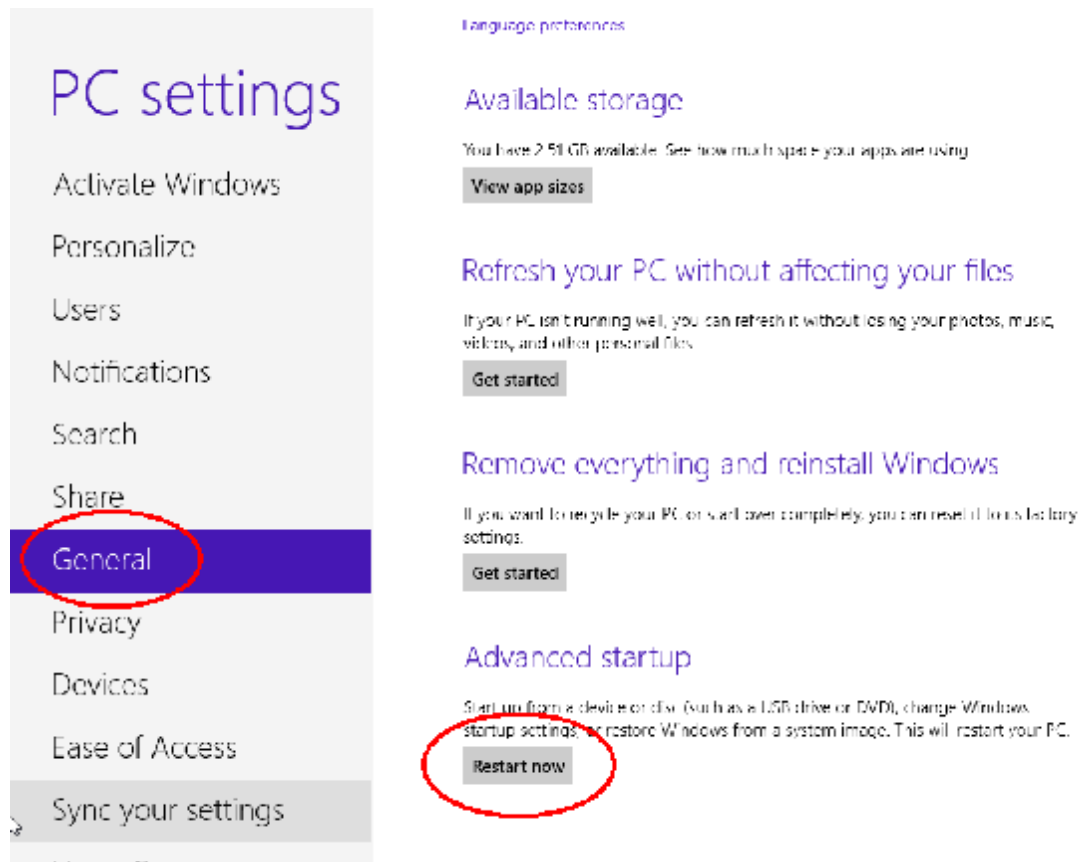 PC settings
Activate Windows
Personalize
Users
Notifications
Search
Share
General
Privacy
Devices
Ease of Access
Sync your settings
Language preferences
Available storage
You have 2.51 GB available. See how much space your apps are using
View app sizes
Refresh your PC without affecting your files
If your PC isn't running well, you can refresh it without losing your photos, music,
videos, and other personal files.
Get started
Remove everything and reinstall Windows
If you want to recycle your PC or start over completely, you can reset it to its factory
settings.
Get started
Advanced startup
Start up from a device or disc (such as a USB drive or DVD), change Windows
startup settings, or restore Windows from a system image. This will restart your PC.
Restart now